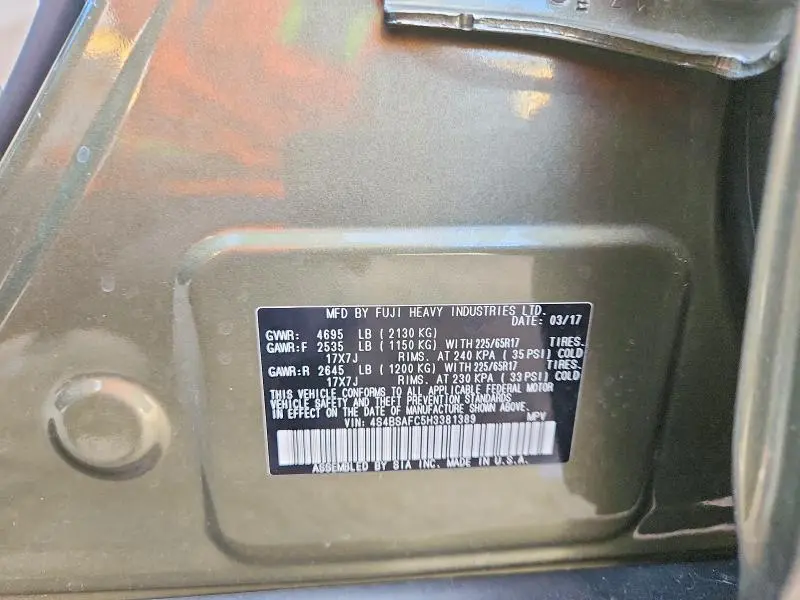 MFD BY FUJI HEAVY INDUSTRIES LTD.
DATE: 03/17
GVWR: 4695 LB ( 2130 KG)
GAWR:F 2535 LB ( 1150 KG) WITH 225/65R17 TIRES.
17X7J RIMS. AT 240 KPA ( 35 PSI) COLD
GAWR:R 2645 LB ( 1200 KG) WITH 225/65R17 TIRES.
17X7J RIMS. AT 230 KPA ( 33 PSI) COLD
THIS VEHICLE CONFORMS TO ALL APPLICABLE FEDERAL MOTOR
VEHICLE SAFETY AND THEFT PREVENTION STANDARDS
IN EFFECT ON THE DATE OF MANUFACTURE SHOWN ABOVE.
VIN: 4S4BSAFC5H3381389 MPV
ASSEMBLED BY SIA INC. MADE IN U.S.A.